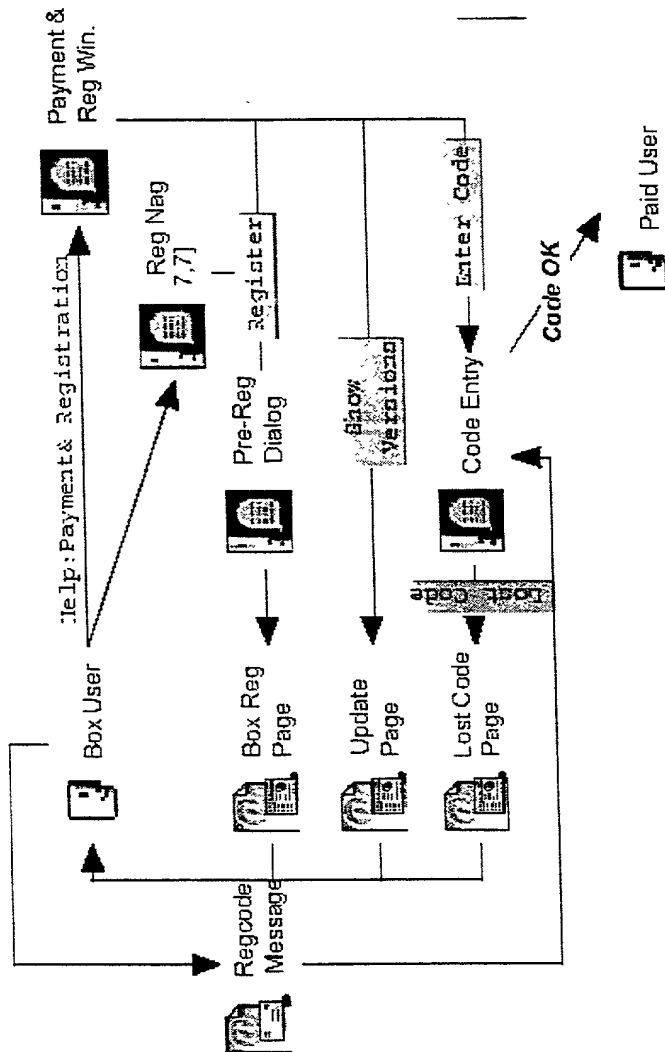 Payment &
Reg Win.
Help:Payment& Registration
Reg Nag
7,7]
Box User
Register
Pre-Reg
Dialog
Box Reg
Page
Show
Versions
Update
Page
Enter Code
Code Entry
Lost Code
Lost Code
Page
Code OK
Paid User
Regcode
Message